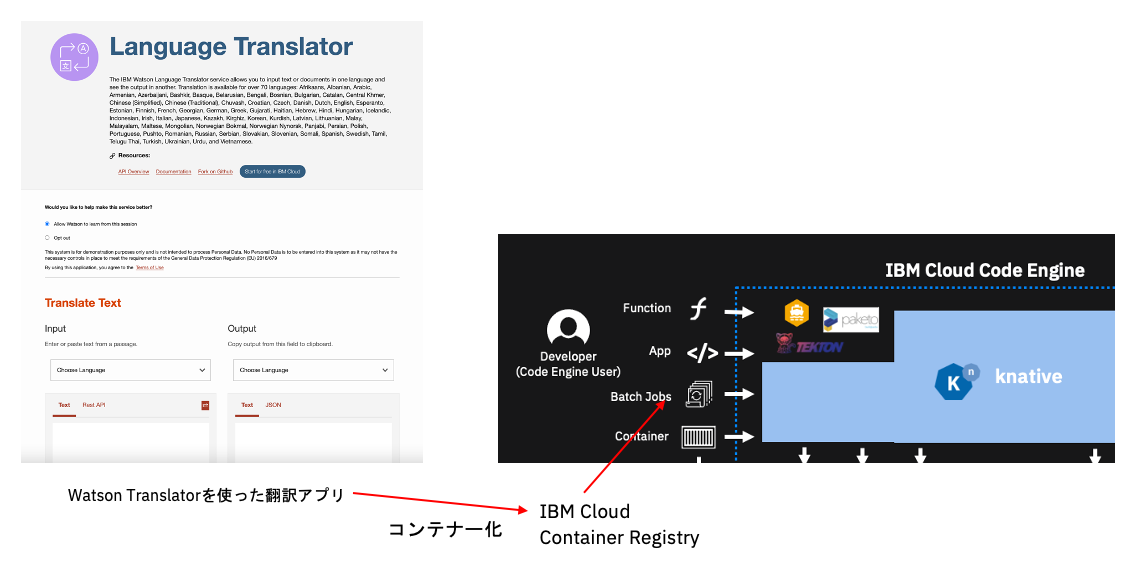 Language Translator
The IBM Watson Language Translator service allows you to input text or documents in one language and
see the output in another. Translation is available for over 70 languages: Afrikaans, Albanian, Arabic,
Armenian, Azerbaijani, Bashkir, Basque, Belarusian, Bengali, Bosnian, Bulgarian, Catalan, Central Khmer,
Chinese (Simplified), Chinese (Traditional), Chuvash, Croatian, Czech, Danish, Dutch, English, Esperanto,
Estonian, Finnish, French, Georgian, German, Greek, Gujarati, Haitian, Hebrew, Hindi, Hungarian, Icelandic,
Indonesian, Irish, Italian, Japanese, Kazakh, Kirghiz, Korean, Kurdish, Latvian, Lithuanian, Malay,
Malayalam, Maltese, Mongolian, Norwegian Bokmal, Norwegian Nynorsk, Panjabi, Persian, Polish,
Portuguese, Pushto, Romanian, Russian, Serbian, Slovakian, Slovenian, Somali, Spanish, Swedish, Tamil,
Telugu Thai, Turkish, Ukrainian, Urdu, and Vietnamese.
Resources:
API Overview Documentation Fork on Github Start for free in IBM Cloud
Would you like to help make this service better?
Allow Watson to learn from this session
Opt out
This system is for demonstration purposes only and is not intended to process Personal Data. No Personal Data is to be entered into this system as it may not have the
necessary controls in place to meet the requirements of the General Data Protection Regulation (EU) 2016/679
By using this application, you agree to the Terms of Use
Translate Text
Input
Enter or paste text from a passage.
Choose Language
Text Rest API
Output
Copy output from this field to clipboard.
Choose Language
Text JSON
IBM Cloud Code Engine
Developer
(Code Engine User)
Function
App
Batch Jobs
Container
paketo
TEKTON
K n
knative
Watson Translatorを使った翻訳アプリ
コンテナー化
IBM Cloud
Container Registry